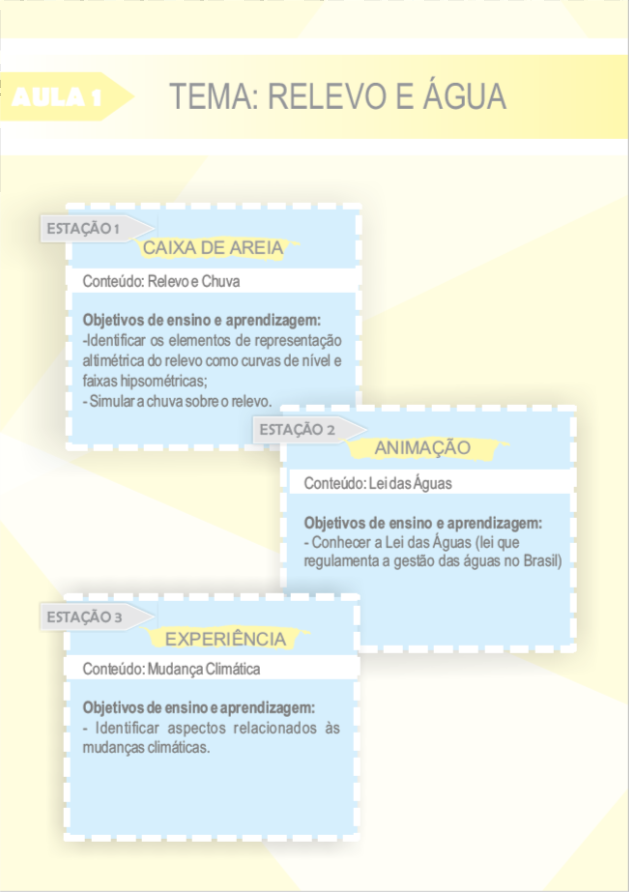 AULA 1
TEMA: RELEVO E ÁGUA
ESTAÇÃO 1
CAIXA DE AREIA
Conteúdo: Relevo e Chuva
Objetivos de ensino e aprendizagem:
-Identificar os elementos de representação
altimétrica do relevo como curvas de nível e
faixas hipsométricas;
- Simular a chuva sobre o relevo.
ESTAÇÃO 2
ANIMAÇÃO
Conteúdo: Lei das Águas
Objetivos de ensino e aprendizagem:
- Conhecer a Lei das Águas (lei que
regulamenta a gestão das águas no Brasil)
ESTAÇÃO 3
EXPERIÊNCIA
Conteúdo: Mudança Climática
Objetivos de ensino e aprendizagem:
- Identificar aspectos relacionados às
mudanças climáticas.